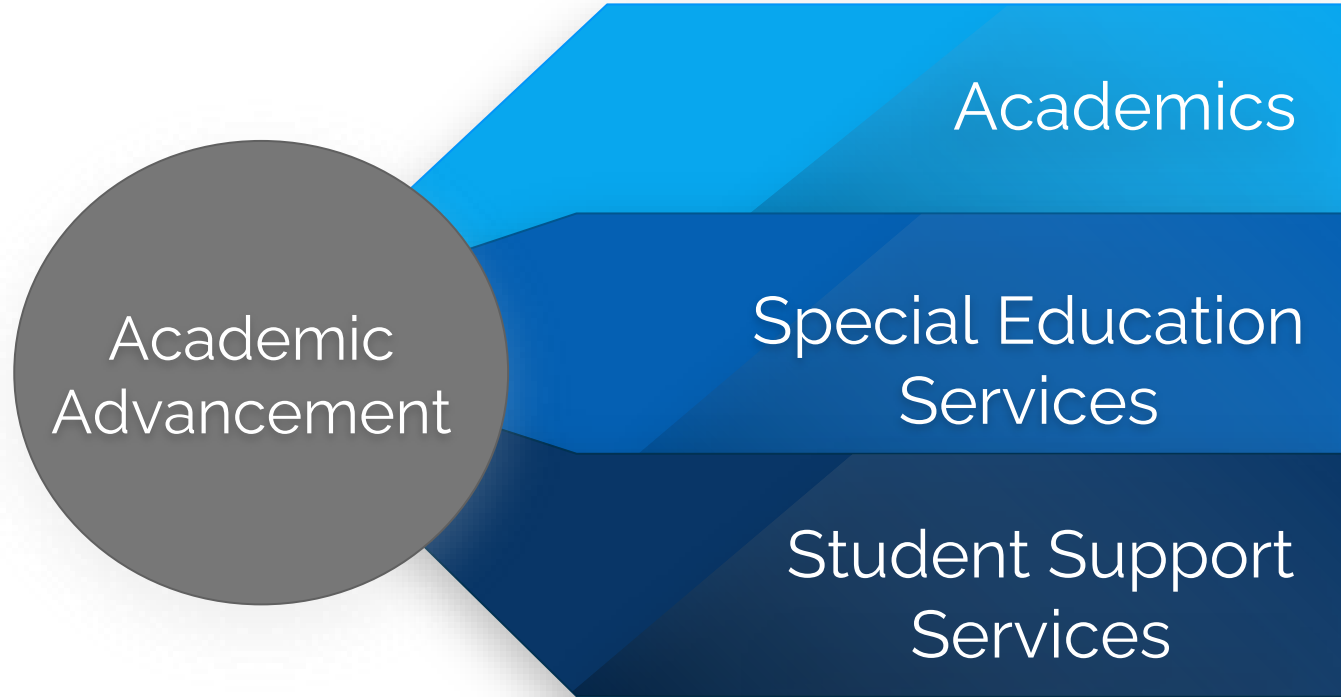 Academics
Academic
Advancement
Special Education
Services
Student Support
Services